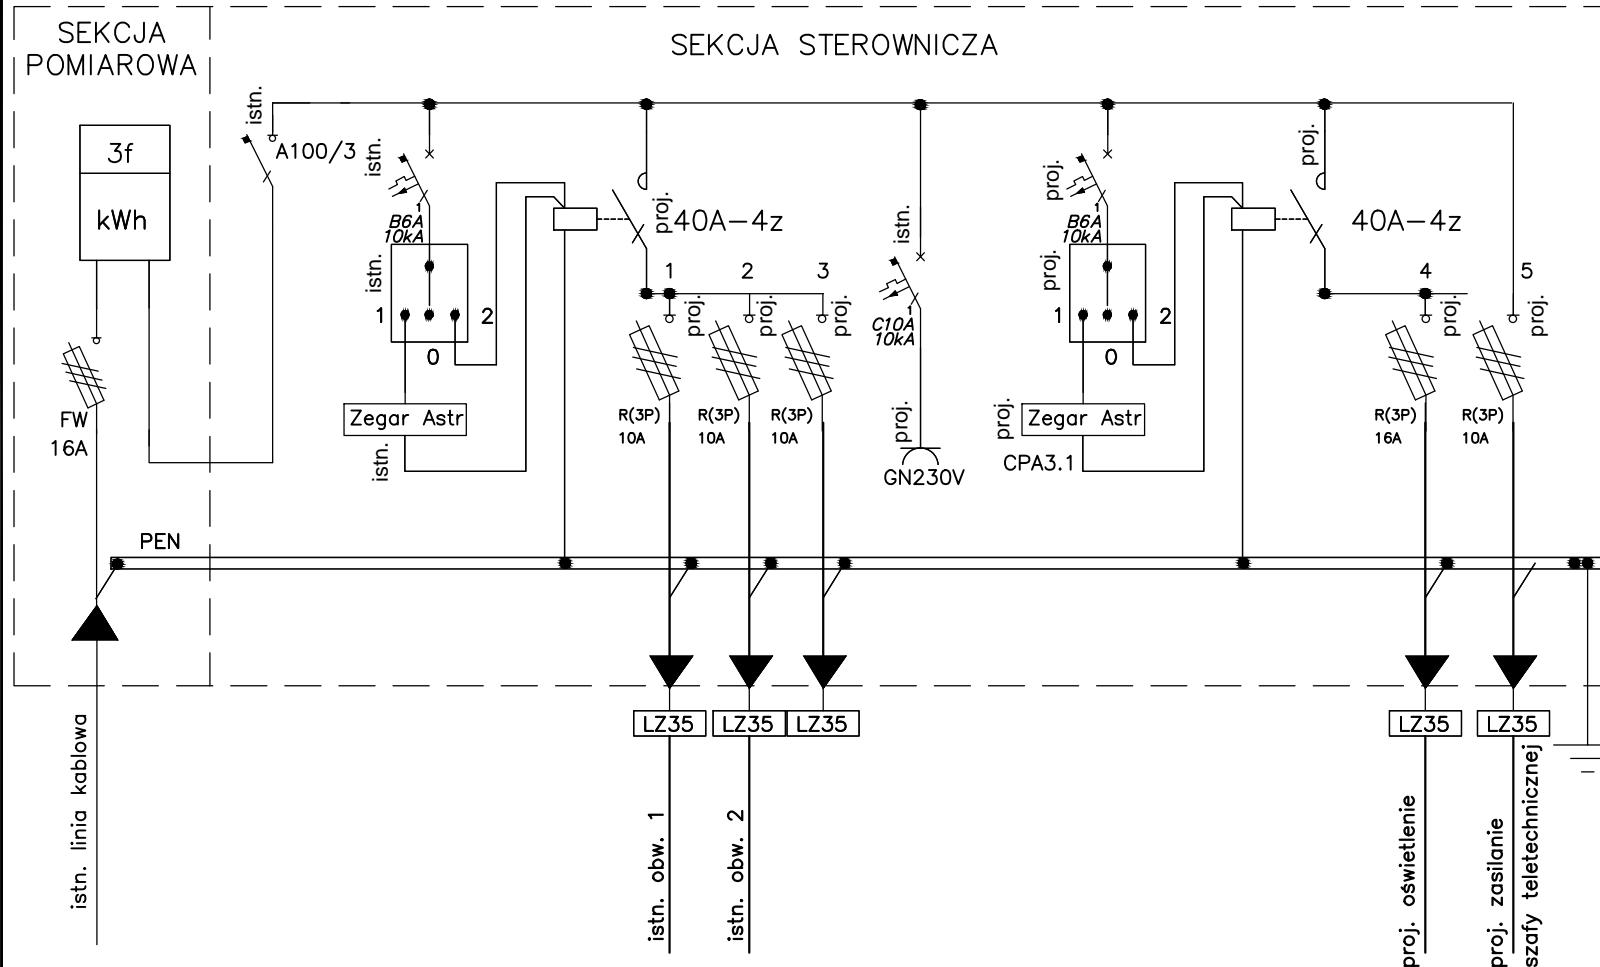 SEKCJA
POMIAROWA
SEKCJA STEROWNICZA
3f
kWh
FW
16A
PEN
istn. linia kablowa
istn.
A100/3
istn.
1
B6A
10kA
istn.
1
2
0
Zegar Astr
istn.
proj.
40A-4z
1
2
3
proj.
proj.
proj.
R(3P)
10A
R(3P)
10A
R(3P)
10A
istn.
1
C10A
10kA
proj.
GN230V
proj.
1
B6A
10kA
proj.
1
2
0
proj.
Zegar Astr
CPA3.1
proj.
40A-4z
4
5
proj.
proj.
R(3P)
16A
R(3P)
10A
LZ35
LZ35
LZ35
LZ35
LZ35
istn. obw. 1
istn. obw. 2
proj. oświetlenie
proj. zasilanie
szafy teletechnicznej